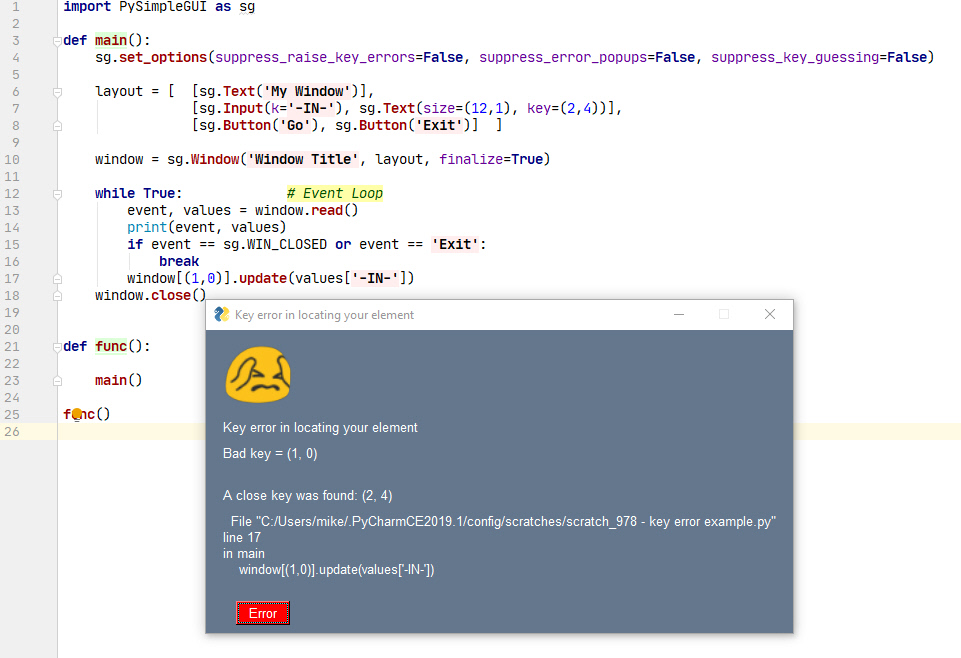 1 import PySimpleGUI as sg
2
3 def main():
4 sg.set_options(suppress_raise_key_errors=False, suppress_error_popups=False, suppress_key_guessing=False)
5
6 layout = [ [sg.Text('My Window')],
7 [sg.Input(k='-IN-'), sg.Text(size=(12,1), key=(2,4))],
8 [sg.Button('Go'), sg.Button('Exit')] ]
9
10 window = sg.Window('Window Title', layout, finalize=True)
11
12 while True: # Event Loop
13 event, values = window.read()
14 print(event, values)
15 if event == sg.WIN_CLOSED or event == 'Exit':
16 break
17 window[(1,0)].update(values['-IN-'])
18 window.close()
19
20
21 def func():
22
23 main()
24
25 func()
26
Key error in locating your element
Key error in locating your element
Bad key = (1, 0)
A close key was found: (2, 4)
File "C:/Users/mike/.PyCharmCE2019.1/config/scratches/scratch_978 - key error example.py"
line 17
in main
window[(1,0)].update(values['-IN-'])
Error